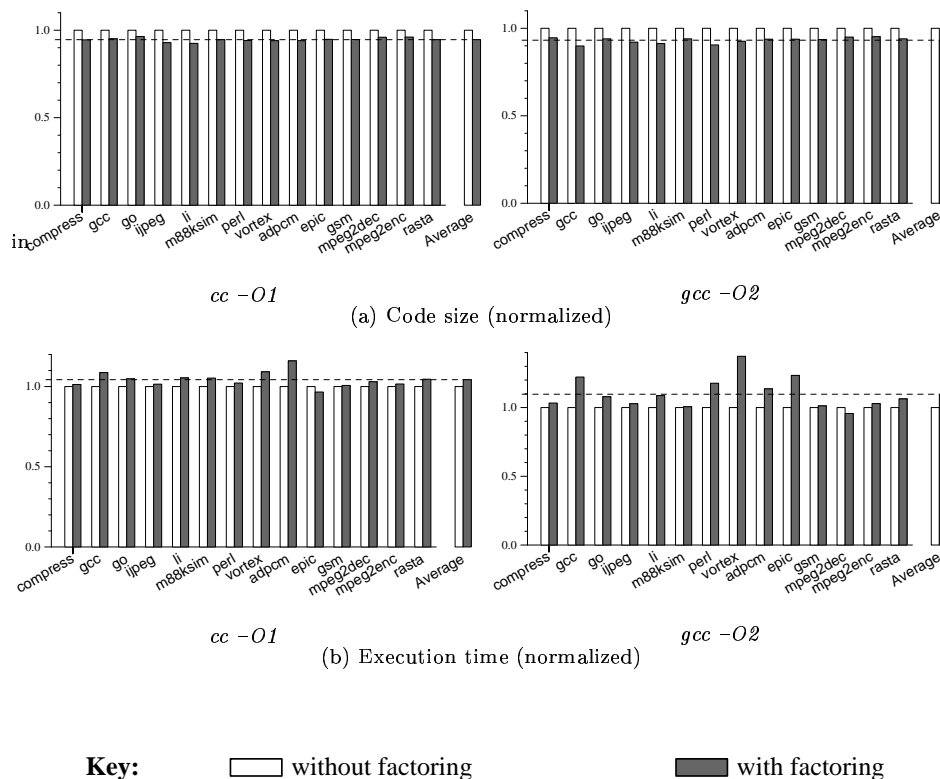 1.0
0.5
0.0
compress
gcc
go
ijpeg
li
m88ksim
perl
vortex
adpcm
epic
gsm
mpeg2dec
mpeg2enc
rasta
Average
in
cc –O1
1.0
0.5
0.0
compress
gcc
go
ijpeg
li
m88ksim
perl
vortex
adpcm
epic
gsm
mpeg2dec
mpeg2enc
rasta
Average
gcc –O2
(a) Code size (normalized)
1.0
0.5
0.0
compress
gcc
go
ijpeg
li
m88ksim
perl
vortex
adpcm
epic
gsm
mpeg2dec
mpeg2enc
rasta
Average
cc –O1
1.0
0.5
0.0
compress
gcc
go
ijpeg
li
m88ksim
perl
vortex
adpcm
epic
gsm
mpeg2dec
mpeg2enc
rasta
Average
gcc –O2
(b) Execution time (normalized)
Key: without factoring with factoring